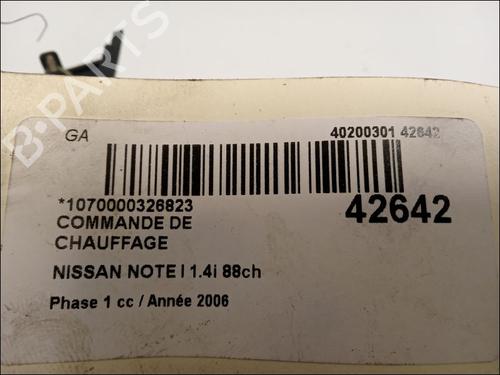 GA
40200301 42642
*1070000326823
42642
COMMANDE DE
CHAUFFAGE
NISSAN NOTE I 1.4i 88ch
Phase 1 cc / Année 2006
B-PARTS